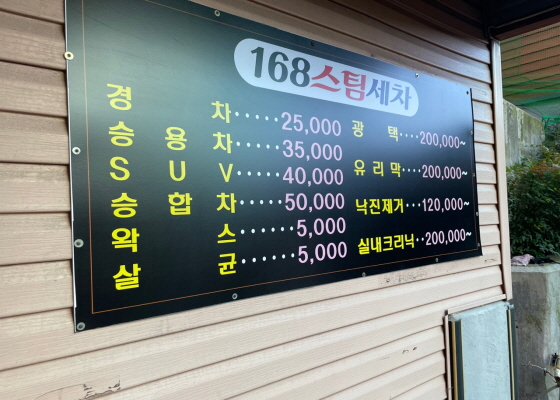 168스팀세차
경 차·····25,000
승 용 차·····35,000
S U V·····40,000
승 합 차·····50,000
왁 스······5,000
살 균······5,000
광 택····200,000~
유 리 막···200,000~
낙진제거···120,000~
실내크리닉··200,000~